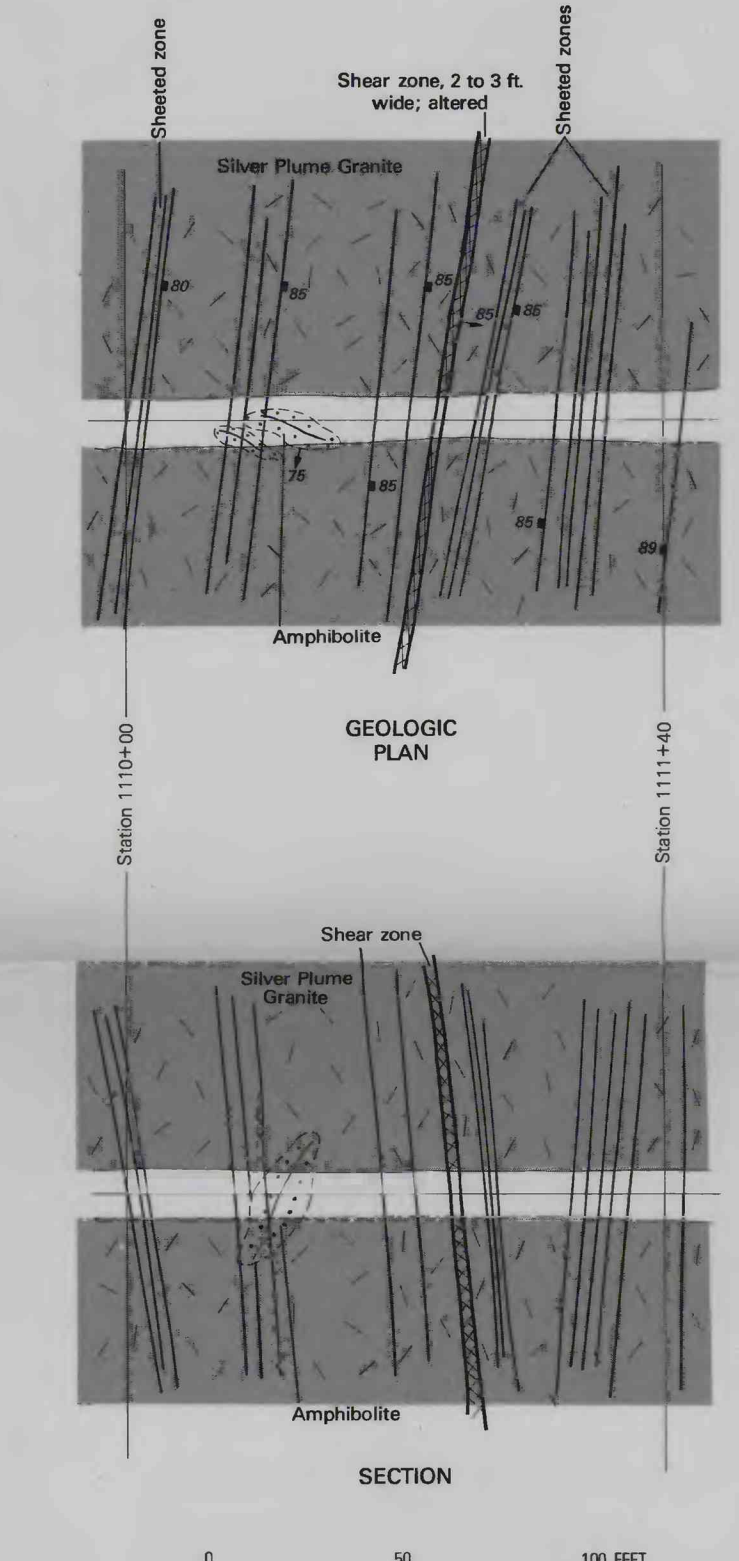 Sheeted zone
Shear zone, 2 to 3 ft.
wide; altered
Sheeted zones
Silver Plume Granite
80
85
85
85
85
75
85
85
89
Amphibolite
GEOLOGIC
PLAN
Station 1110+00
Station 1111+40
Shear zone
Silver Plume
Granite
Amphibolite
SECTION
0 50 100 FEET